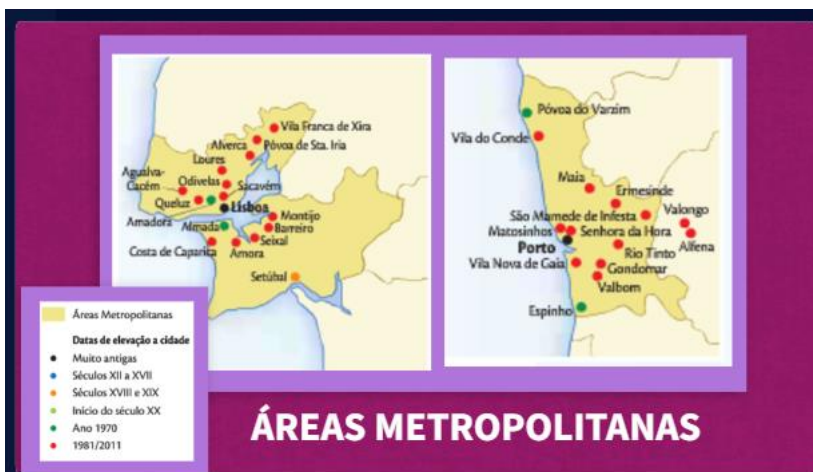 Vila Franca de Xira
Alverca
Póvoa de Sta. Iria
Loures
Agualva-
Cacém
Odivelas
Sacavém
Queluz
Lisboa
Amadora
Almada
Montijo
Barreiro
Seixal
Costa de Caparica
Amora
Setúbal
Póvoa do Varzim
Vila do Conde
Maia
Ermesinde
São Mamede de Infesta
Valongo
Matosinhos
Senhora da Hora
Alfena
Porto
Rio Tinto
Vila Nova de Gaia
Gondomar
Valbom
Espinho
Áreas Metropolitanas
Datas de elevação a cidade
Muito antigas
Séculos XII a XVII
Séculos XVIII e XIX
Início do século XX
Ano 1970
1981/2011
ÁREAS METROPOLITANAS